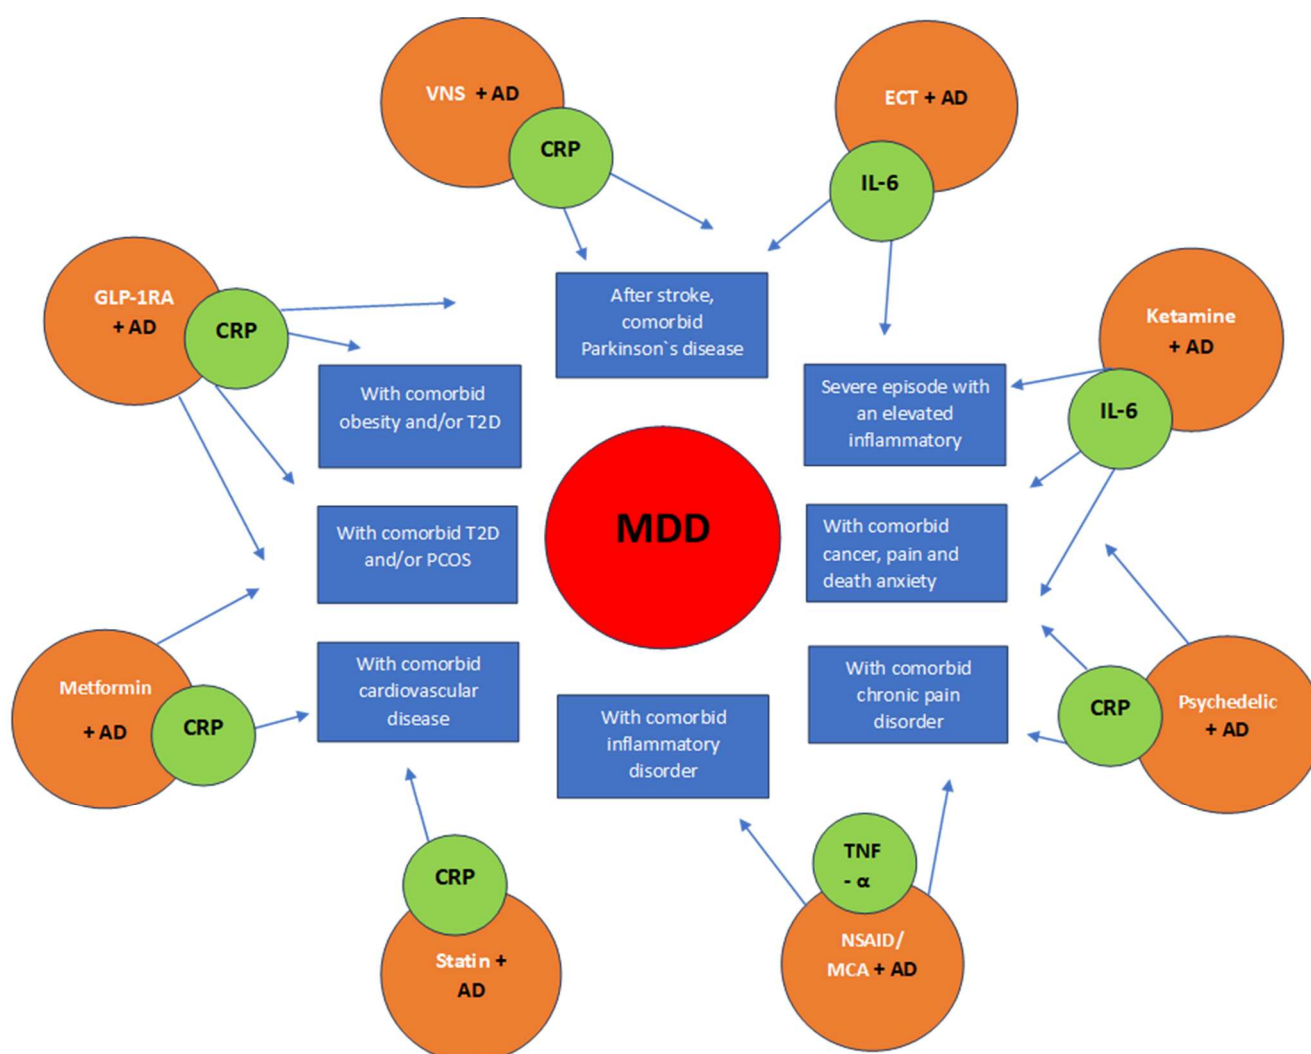 VNS + AD
CRP
ECT + AD
IL-6
GLP-1RA
+ AD
CRP
After stroke,
comorbid
Parkinson`s disease
Ketamine
+ AD
IL-6
With comorbid
obesity and/or T2D
Severe episode with
an elevated
inflammatory
MDD
With comorbid T2D
and/or PCOS
With comorbid
cancer, pain and
death anxiety
Metformin
+ AD
CRP
With comorbid
cardiovascular
disease
With comorbid
inflammatory
disorder
With comorbid
chronic pain
disorder
CRP
Psychedelic
+ AD
CRP
Statin +
AD
TNF
- α
NSAID/
MCA + AD